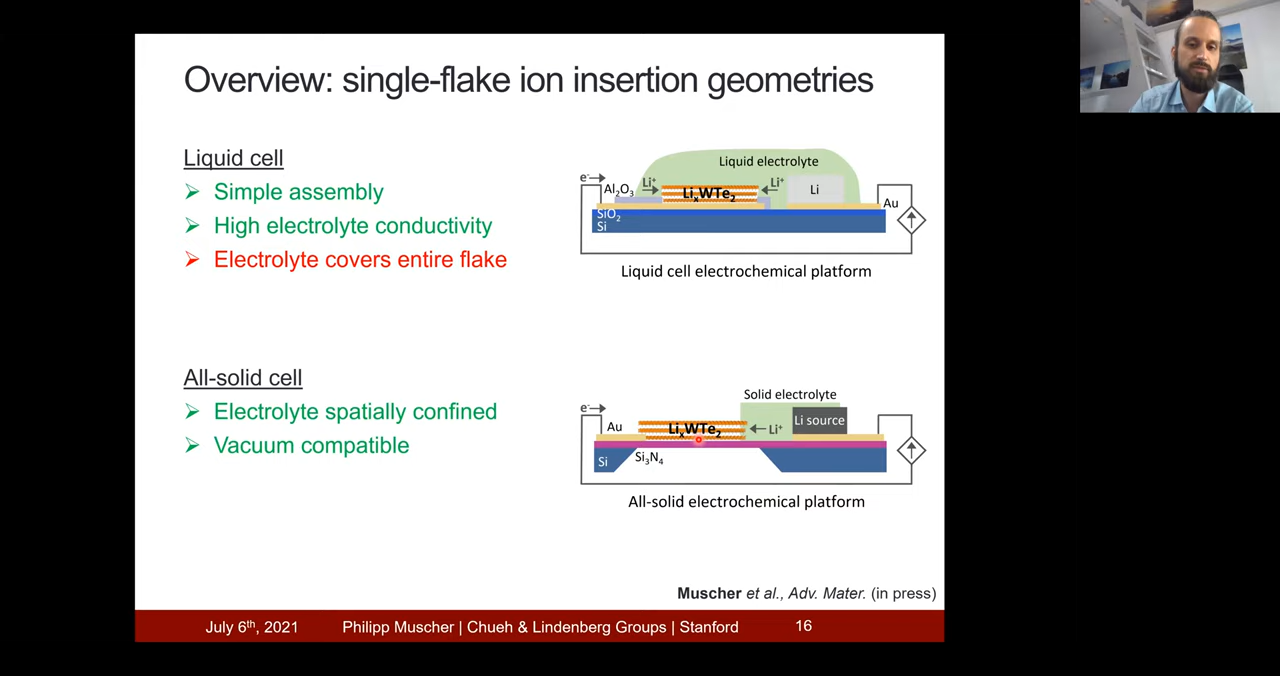 Overview: single-flake ion insertion geometries
Liquid cell
Simple assembly
High electrolyte conductivity
Electrolyte covers entire flake
Liquid electrolyte
e⁻
Li⁺
Li⁺
Al₂O₃
LiₓWTe₂
Li
Au
SiO₂
Si
Liquid cell electrochemical platform
All-solid cell
Electrolyte spatially confined
Vacuum compatible
Solid electrolyte
e⁻
Au
LiₓWTe₂
Li⁺
Li source
Si
Si₃N₄
All-solid electrochemical platform
Muscher et al., Adv. Mater. (in press)
July 6th, 2021 Philipp Muscher | Chueh & Lindenberg Groups | Stanford 16